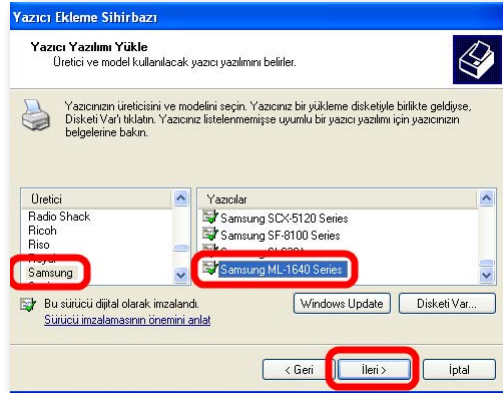 Yazıcı Ekleme Sihirbazı
Yazıcı Yazılımı Yükle
Üretici ve model kullanılacak yazıcı yazılımını belirler.
Yazıcınızın üreticisini ve modelini seçin. Yazıcınız bir yükleme disketiyle birlikte geldiyse,
Disketi Var'ı tıklatın. Yazıcınız listelenmemişse uyumlu bir yazıcı yazılımı için yazıcınızın
belgelerine bakın.
Üretici
Radio Shack
Ricoh
Riso
Royal
Samsung
Yazıcılar
Samsung SCX-5120 Series
Samsung SF-8100 Series
Samsung ML-1640 Series
Bu sürücü dijital olarak imzalandı.
Sürücü imzalamasının önemini anlat
Windows Update
Disketi Var...
< Geri
İleri >
İptal